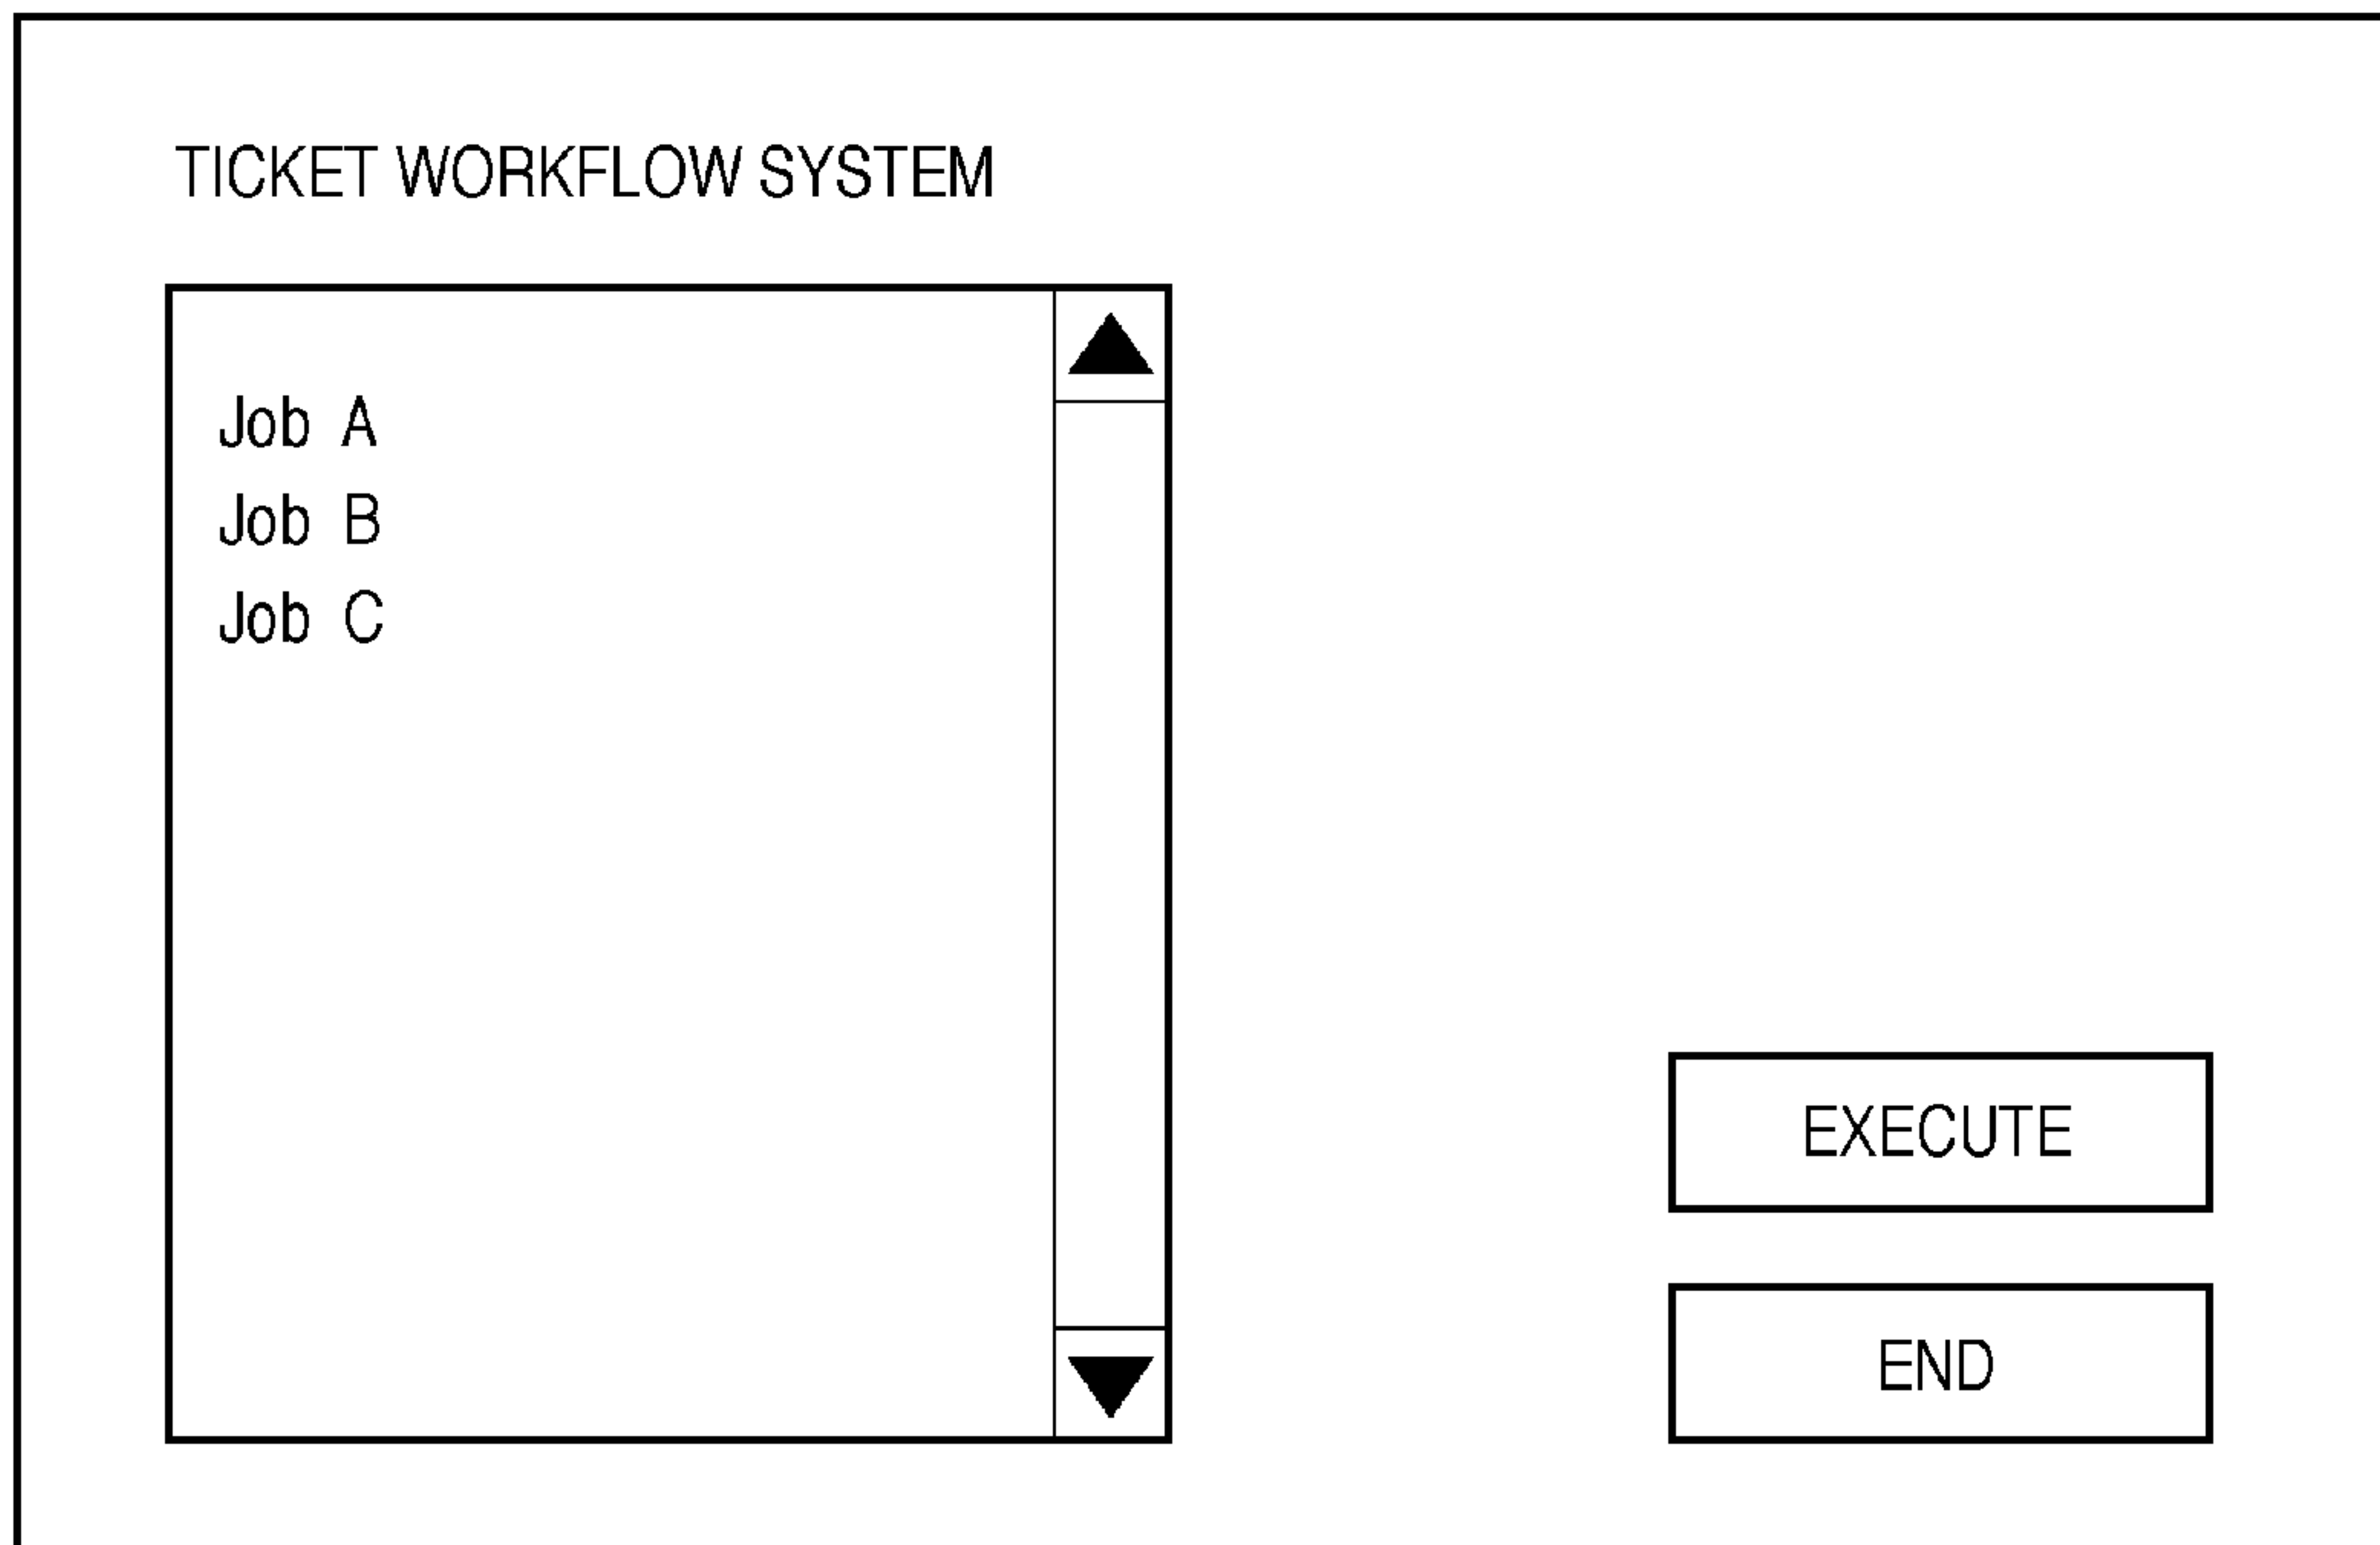 TICKET WORKFLOW SYSTEM
Job A
Job B
Job C
EXECUTE
END